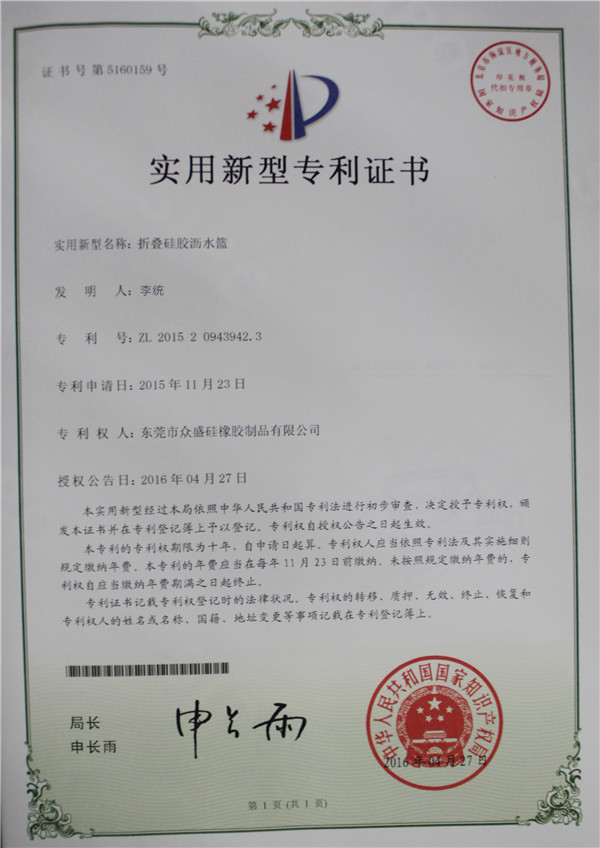 证书号第5160159号
印花税
代扣专用章
国家知识产权局
实用新型专利证书
实用新型名称：折叠硅胶沥水篮
发明人：李统
专利号：ZL 2015 2 0943942.3
专利申请日：2015年11月23日
专利权人：东莞市众盛硅橡胶制品有限公司
授权公告日：2016年04月27日
本实用新型经过本局依照中华人民共和国专利法进行初步审查，决定授予专利权，颁
发本证书并在专利登记簿上予以登记。专利权自授权公告之日起生效。
本专利的专利权期限为十年，自申请日起算。专利权人应当依照专利法及其实施细则
规定缴纳年费。本专利的年费应当在每年11月23日前缴纳。未按照规定缴纳年费的，专
利权自应当缴纳年费期满之日起终止。
专利证书记载专利权登记时的法律状况。专利权的转移、质押、无效、终止、恢复和
专利权人的姓名或名称、国籍、地址变更等事项记载在专利登记簿上。
局长
申长雨
申长雨
中华人民共和国国家知识产权局
2016年04月27日
第1页(共1页)